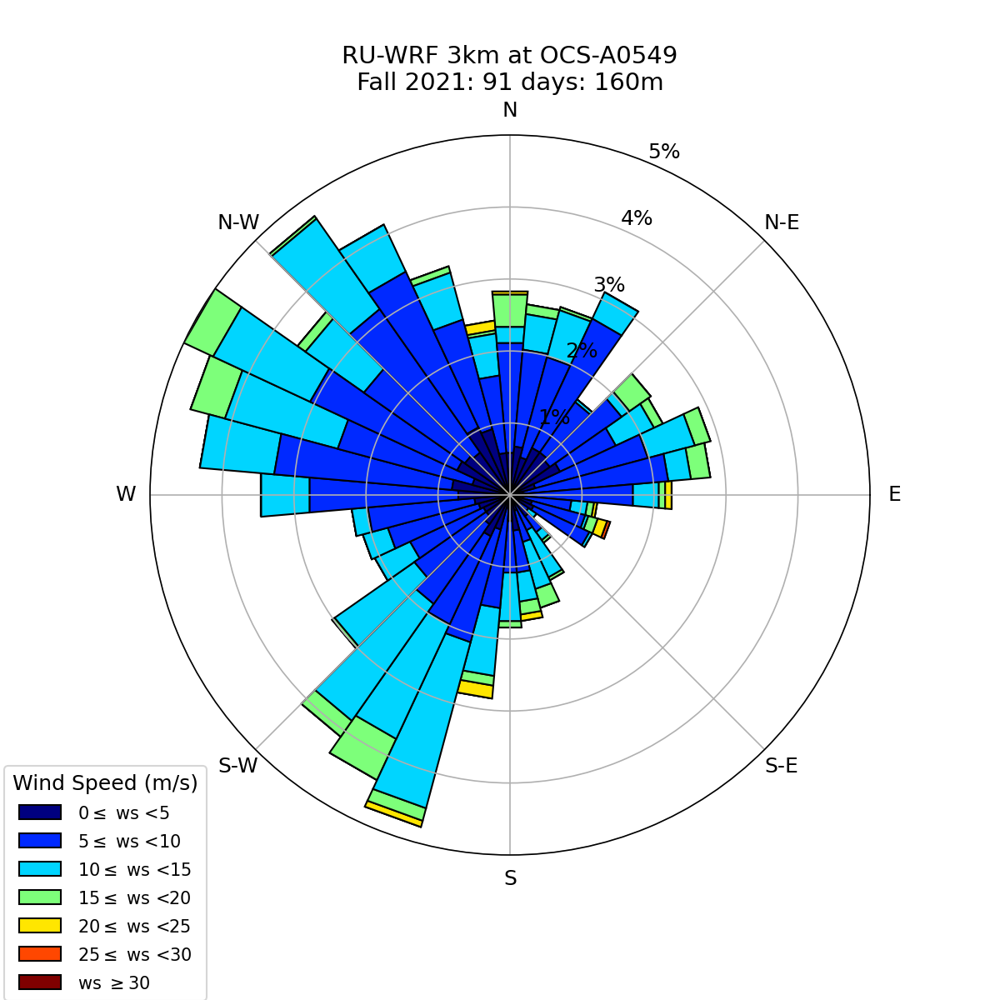 RU-WRF 3km at OCS-A0549
Fall 2021: 91 days: 160m
N
5%
N-W
4%
N-E
3%
2%
1%
W
E
S-W
S-E
S
Wind Speed (m/s)
0≤ ws <5
5≤ ws <10
10≤ ws <15
15≤ ws <20
20≤ ws <25
25≤ ws <30
ws ≥30